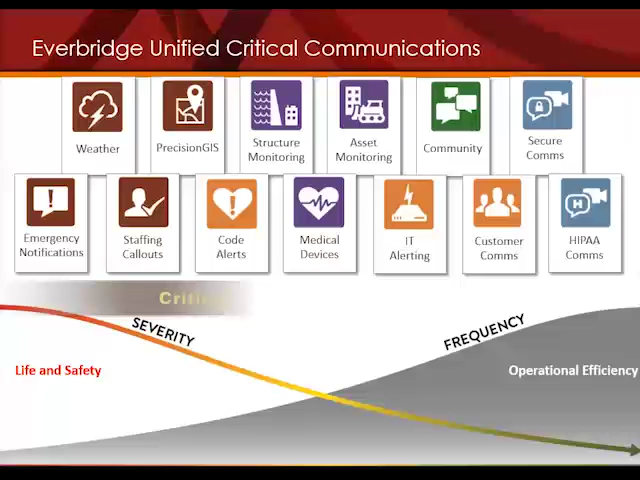 Everbridge Unified Critical Communications
Weather
PrecisionGIS
Structure
Monitoring
Asset
Monitoring
Community
Secure
Comms
Emergency
Notifications
Staffing
Callouts
Code
Alerts
Medical
Devices
IT
Alerting
Customer
Comms
HIPAA
Comms
SEVERITY
FREQUENCY
Life and Safety
Operational Efficiency